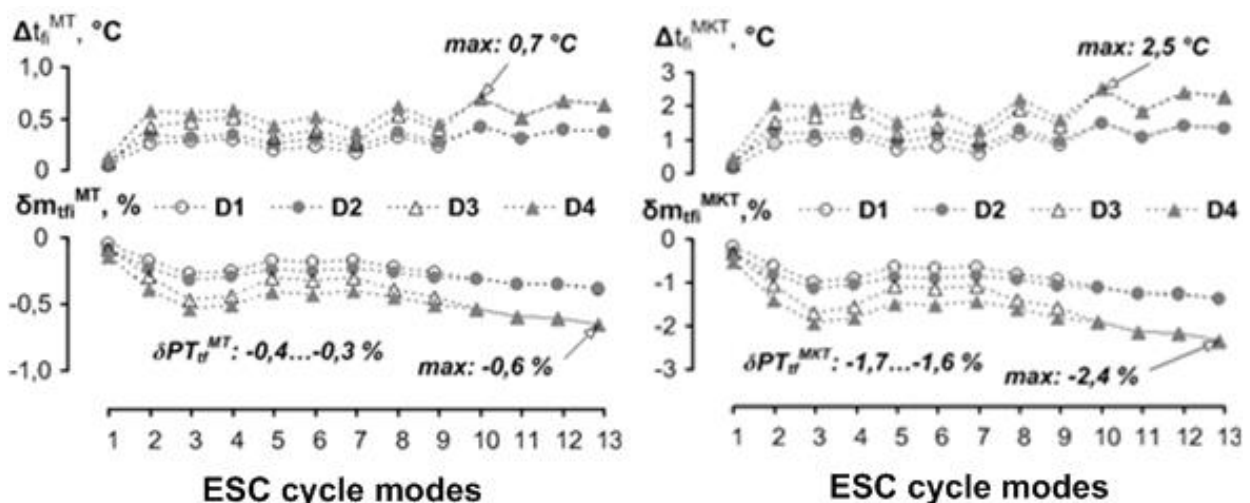 Δt_fi^MT, °C
max: 0,7 °C
1,0
0,5
0
δm_tfi^MT, %
D1
D2
D3
D4
0
-0,5
-1,0
δPT_tf^MT: -0,4...-0,3 %
max: -0,6 %
1 2 3 4 5 6 7 8 9 10 11 12 13
ESC cycle modes
Δt_fi^MKT, °C
max: 2,5 °C
3
2
1
0
δm_tfi^MKT,%
D1
D2
D3
D4
0
-1
-2
-3
δPT_tf^MKT: -1,7...-1,6 %
max: -2,4 %
1 2 3 4 5 6 7 8 9 10 11 12 13
ESC cycle modes